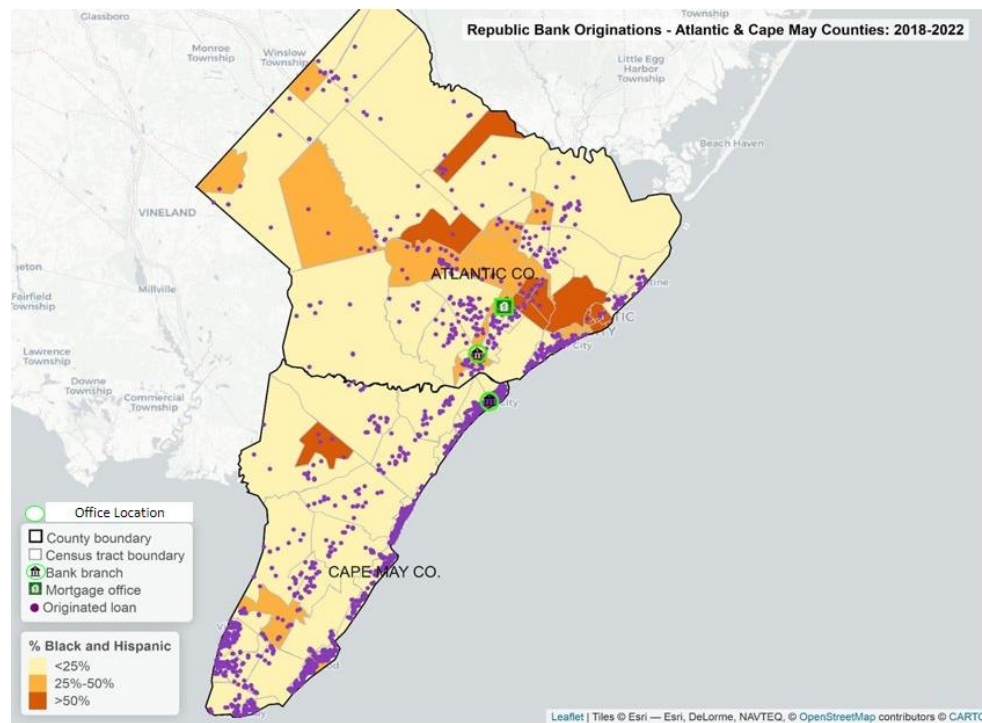 Republic Bank Originations - Atlantic & Cape May Counties: 2018-2022
Glassboro
Monroe
Township
Winslow
Township
Township
Little Egg
Harbor
Township
Beach Haven
VINELAND
Millville
Fairfield
Township
Lawrence
Township
Downe
Township
Commercial
Township
ATLANTIC CO.
City
CAPE MAY CO.
Office Location
County boundary
Census tract boundary
Bank branch
Mortgage office
Originated loan
% Black and Hispanic
<25%
25%-50%
>50%
Leaflet | Tiles © Esri — Esri, DeLorme, NAVTEQ, © OpenStreetMap contributors © CARTO